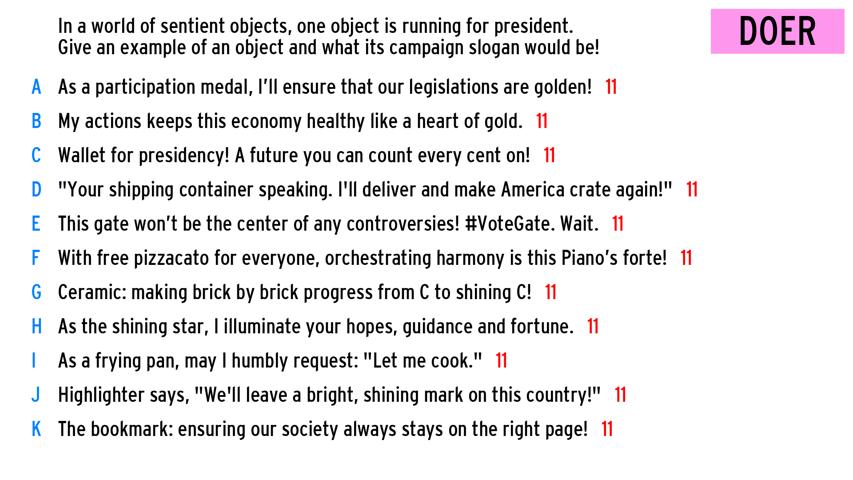 In a world of sentient objects, one object is running for president.
Give an example of an object and what its campaign slogan would be!
DOER
A As a participation medal, I’ll ensure that our legislations are golden! 11
B My actions keeps this economy healthy like a heart of gold. 11
C Wallet for presidency! A future you can count every cent on! 11
D "Your shipping container speaking. I'll deliver and make America crate again!" 11
E This gate won’t be the center of any controversies! #VoteGate. Wait. 11
F With free pizzacato for everyone, orchestrating harmony is this Piano’s forte! 11
G Ceramic: making brick by brick progress from C to shining C! 11
H As the shining star, I illuminate your hopes, guidance and fortune. 11
I As a frying pan, may I humbly request: "Let me cook." 11
J Highlighter says, "We'll leave a bright, shining mark on this country!" 11
K The bookmark: ensuring our society always stays on the right page! 11